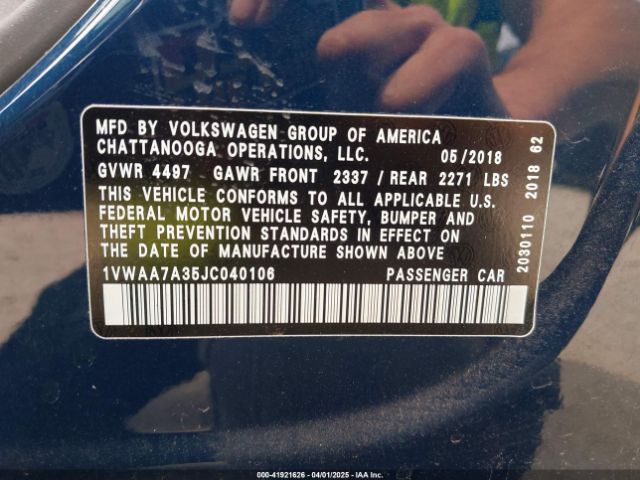 MFD BY VOLKSWAGEN GROUP OF AMERICA
CHATTANOOGA OPERATIONS, LLC. 05/2018
GVWR 4497 GAWR FRONT 2337 / REAR 2271 LBS
THIS VEHICLE CONFORMS TO ALL APPLICABLE U.S.
FEDERAL MOTOR VEHICLE SAFETY, BUMPER AND
THEFT PREVENTION STANDARDS IN EFFECT ON
THE DATE OF MANUFACTURE SHOWN ABOVE
1VWAA7A35JC040106 PASSENGER CAR
2030110 2018 62
000-41921626 - 04/01/2025 - IAA Inc.